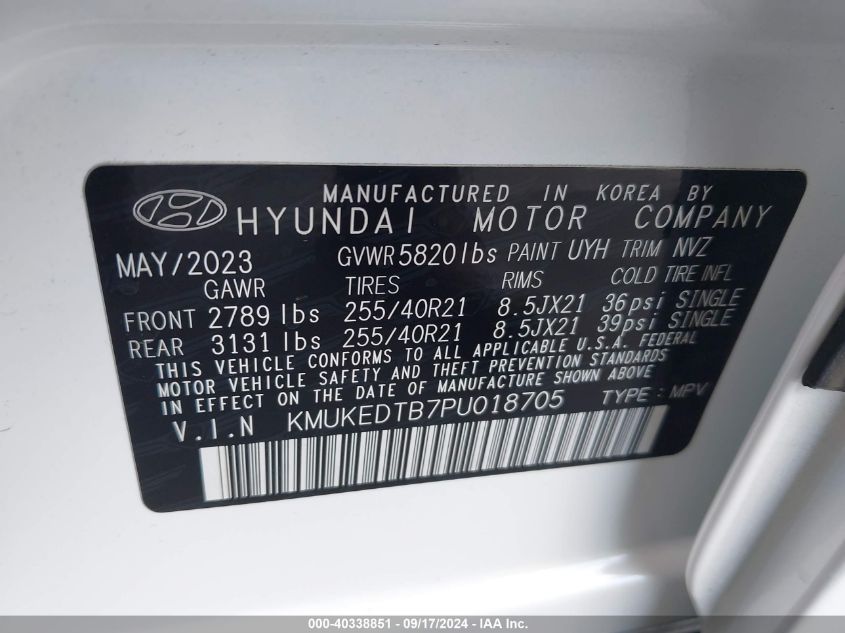 MANUFACTURED IN KOREA BY
HYUNDAI MOTOR COMPANY
MAY/2023 GVWR 5820lbs PAINT UYH TRIM NVZ
GAWR TIRES RIMS COLD TIRE INFL
FRONT 2789 lbs 255/40R21 8.5JX21 36psi SINGLE
REAR 3131 lbs 255/40R21 8.5JX21 39psi SINGLE
THIS VEHICLE CONFORMS TO ALL APPLICABLE U.S.A. FEDERAL
MOTOR VEHICLE SAFETY AND THEFT PREVENTION STANDARDS
IN EFFECT ON THE DATE OF MANUFACTURE SHOWN ABOVE
V.I.N KMUKEDTB7PU018705 TYPE: MPV
000-40338851 - 09/17/2024 - IAA Inc.